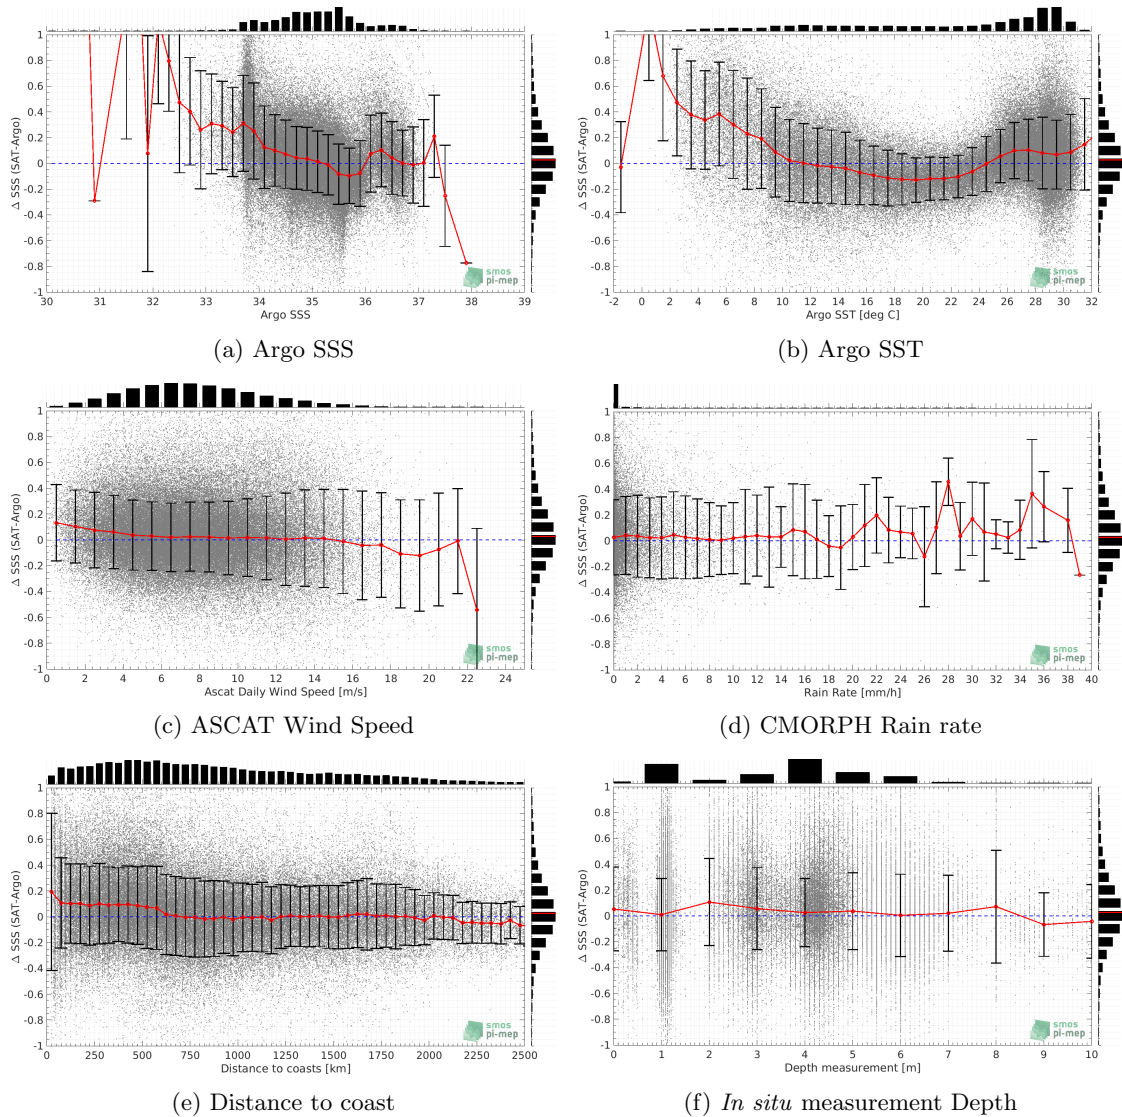 1
0.8
0.6
0.4
0.2
0
-0.2
-0.4
-0.6
-0.8
-1
Δ SSS (SAT-Argo)
30 31 32 33 34 35 36 37 38 39
Argo SSS
smos
pi-mep
(a) Argo SSS
1
0.8
0.6
0.4
0.2
0
-0.2
-0.4
-0.6
-0.8
-1
Δ SSS (SAT-Argo)
-2 0 2 4 6 8 10 12 14 16 18 20 22 24 26 28 30 32
Argo SST [deg C]
smos
pi-mep
(b) Argo SST
1
0.8
0.6
0.4
0.2
0
-0.2
-0.4
-0.6
-0.8
-1
Δ SSS (SAT-Argo)
0 2 4 6 8 10 12 14 16 18 20 22 24
Ascat Daily Wind Speed [m/s]
smos
pi-mep
(c) ASCAT Wind Speed
1
0.8
0.6
0.4
0.2
0
-0.2
-0.4
-0.6
-0.8
-1
Δ SSS (SAT-Argo)
0 2 4 6 8 10 12 14 16 18 20 22 24 26 28 30 32 34 36 38 40
Rain Rate [mm/h]
smos
pi-mep
(d) CMORPH Rain rate
1
0.8
0.6
0.4
0.2
0
-0.2
-0.4
-0.6
-0.8
-1
Δ SSS (SAT-Argo)
0 250 500 750 1000 1250 1500 1750 2000 2250 2500
Distance to coasts [km]
smos
pi-mep
(e) Distance to coast
1
0.8
0.6
0.4
0.2
0
-0.2
-0.4
-0.6
-0.8
-1
Δ SSS (SAT-Argo)
0 1 2 3 4 5 6 7 8 9 10
Depth measurement [m]
smos
pi-mep
(f) In situ measurement Depth